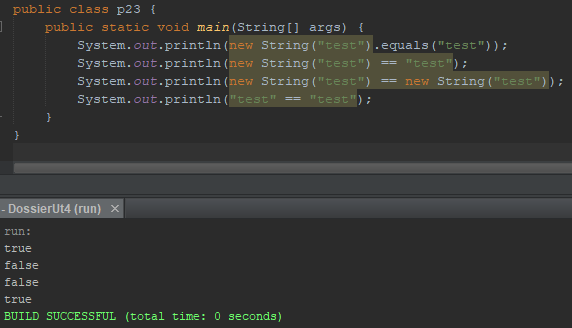 public class p23 {
public static void main(String[] args) {
System.out.println(new String("test").equals("test"));
System.out.println(new String("test") == "test");
System.out.println(new String("test") == new String("test"));
System.out.println("test" == "test");
}
}
- DossierUt4 (run) ×
run:
true
false
false
true
BUILD SUCCESSFUL (total time: 0 seconds)